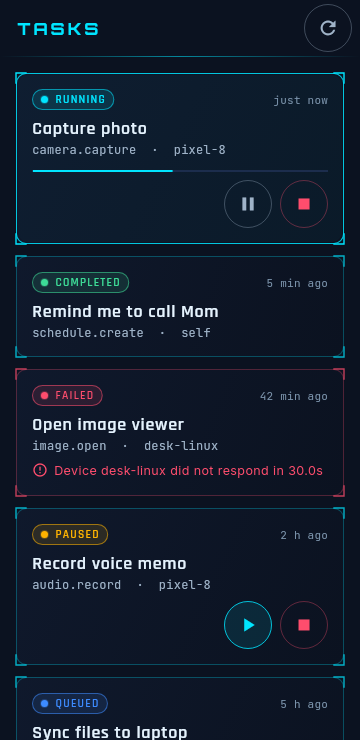 TASKS
RUNNING
just now
Capture photo
camera.capture · pixel-8
COMPLETED
5 min ago
Remind me to call Mom
schedule.create · self
FAILED
42 min ago
Open image viewer
image.open · desk-linux
Device desk-linux did not respond in 30.0s
PAUSED
2 h ago
Record voice memo
audio.record · pixel-8
QUEUED
5 h ago
Sync files to laptop